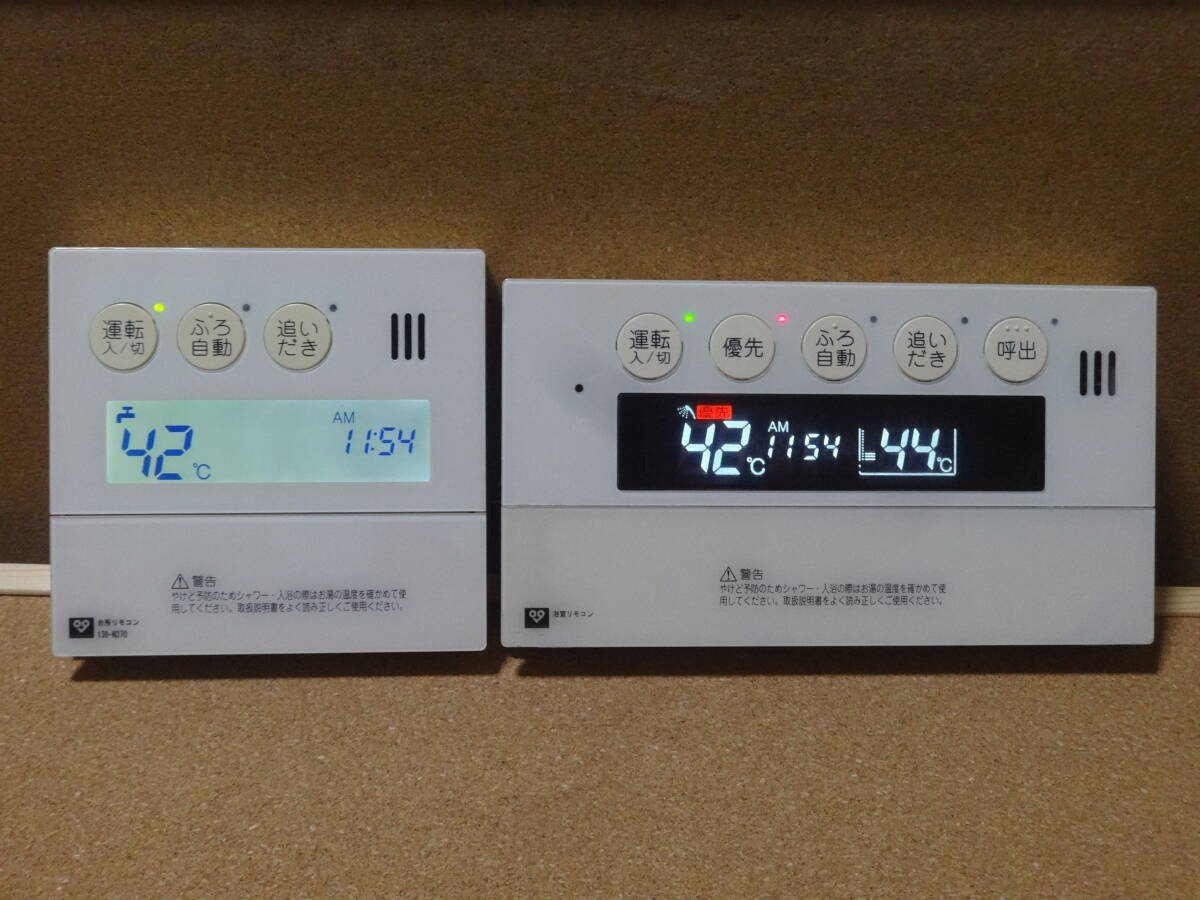 運転
入/切
ふろ
自動
追い
だき
AM
42℃
11:54
⚠警告
やけど予防のためシャワー・入浴の際はお湯の温度を確かめて使
用してください。取扱説明書をよく読み正しくご使用ください。
台所リモコン
138-N370
運転
入/切
優先
ふろ
自動
追い
だき
呼出
優先
AM
42℃
11 54
44℃
⚠警告
やけど予防のためシャワー・入浴の際はお湯の温度を確かめて使
用してください。取扱説明書をよく読み正しくご使用ください。
浴室リモコン